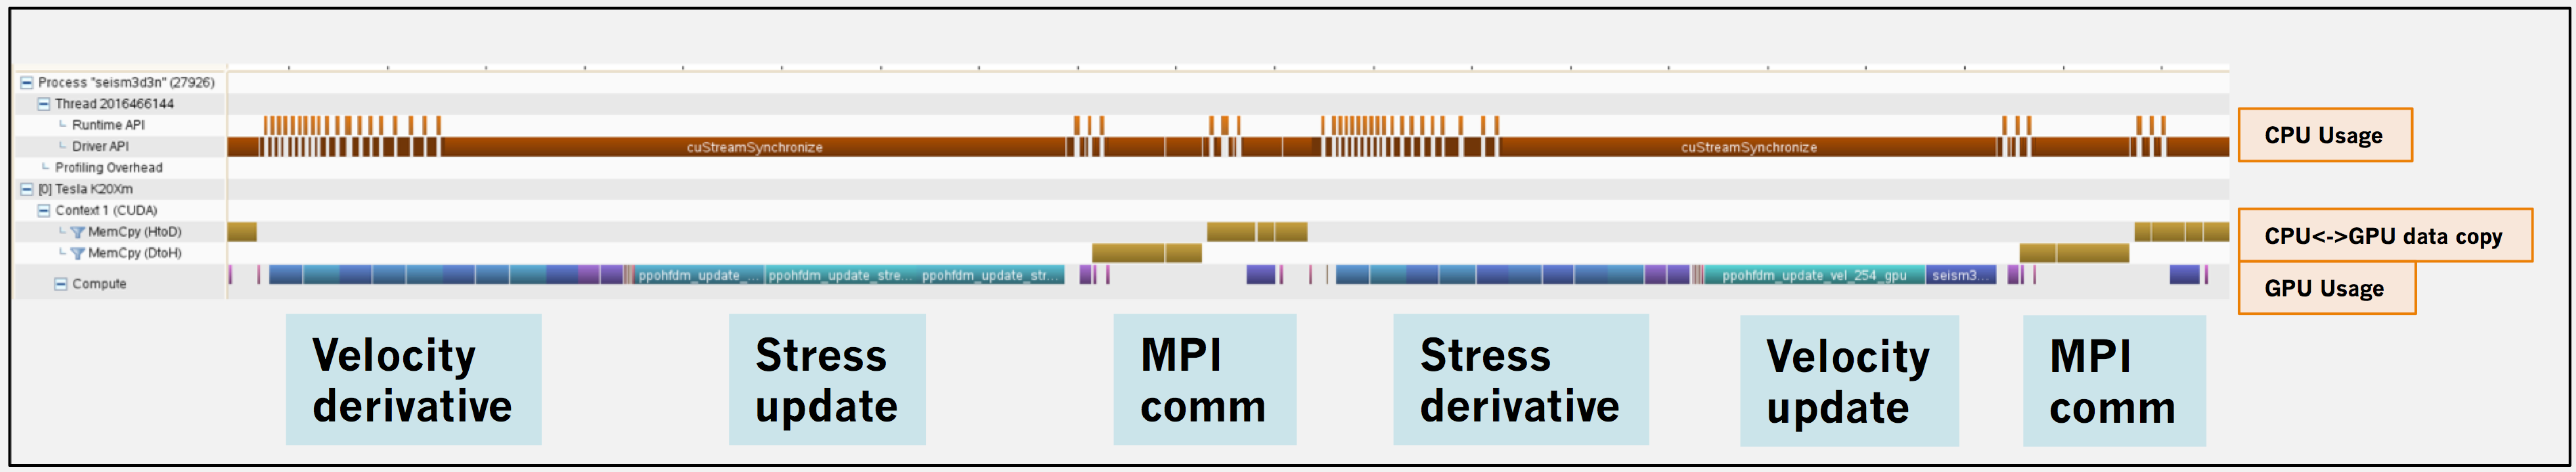 Process "seism3d3n" (27926)
Thread 2016466144
Runtime API
Driver API
cuStreamSynchronize
cuStreamSynchronize
CPU Usage
Profiling Overhead
[0] Tesla K20Xm
Context 1 (CUDA)
MemCpy (HtoD)
CPU<->GPU data copy
MemCpy (DtoH)
Compute
ppohfdm_update_...
ppohfdm_update_stre...
ppohfdm_update_str...
ppohfdm_update_vel_254_gpu
seism3...
GPU Usage
Velocity
derivative
Stress
update
MPI
comm
Stress
derivative
Velocity
update
MPI
comm